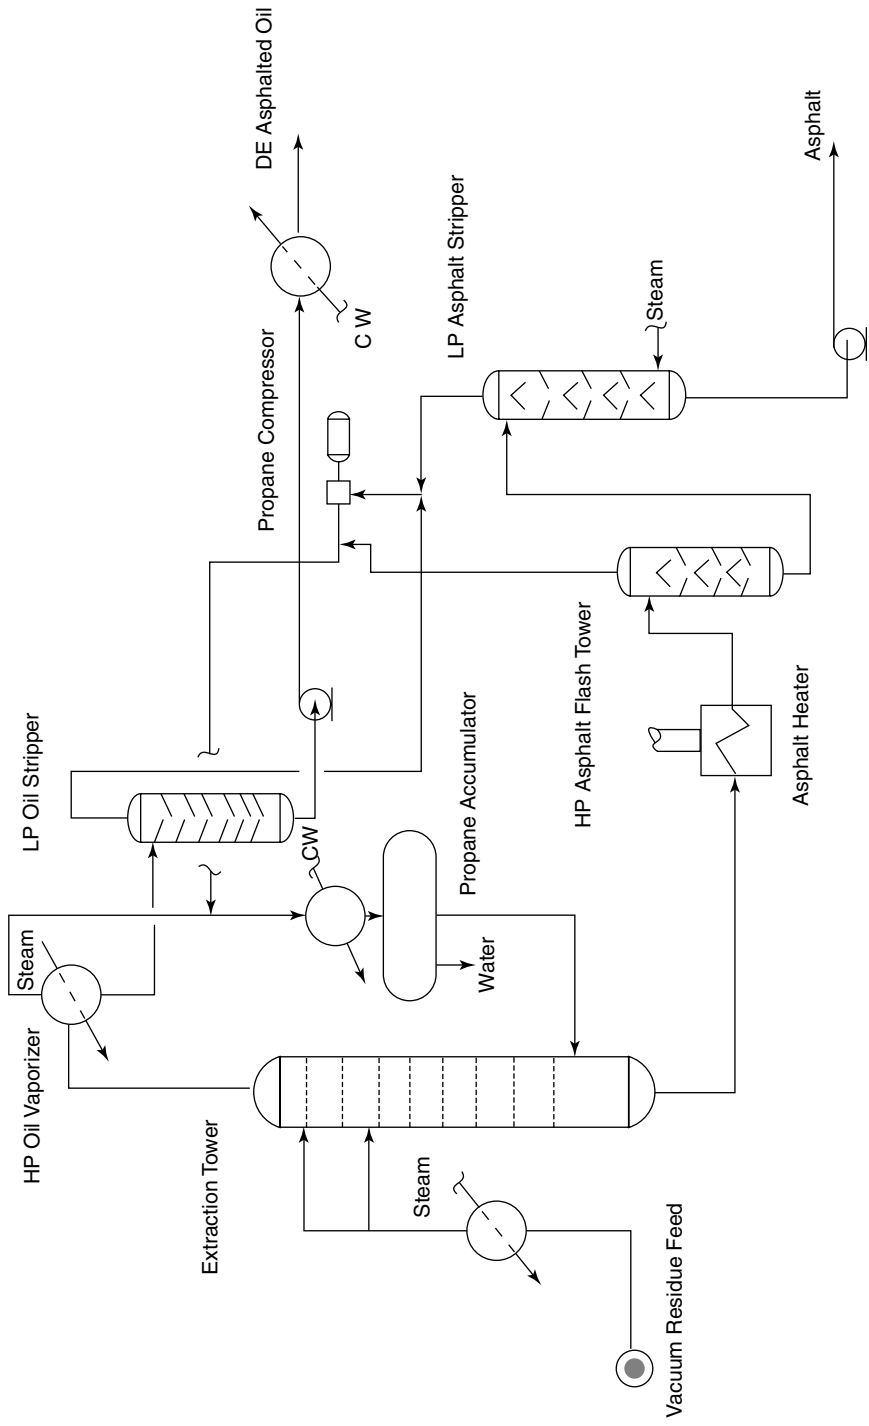 HP Oil Vaporizer
Steam
LP Oil Stripper
Extraction Tower
Propane Compressor
DE Asphalted Oil
CW
C W
Steam
Propane Accumulator
LP Asphalt Stripper
Water
HP Asphalt Flash Tower
Steam
Vacuum Residue Feed
Asphalt Heater
Asphalt